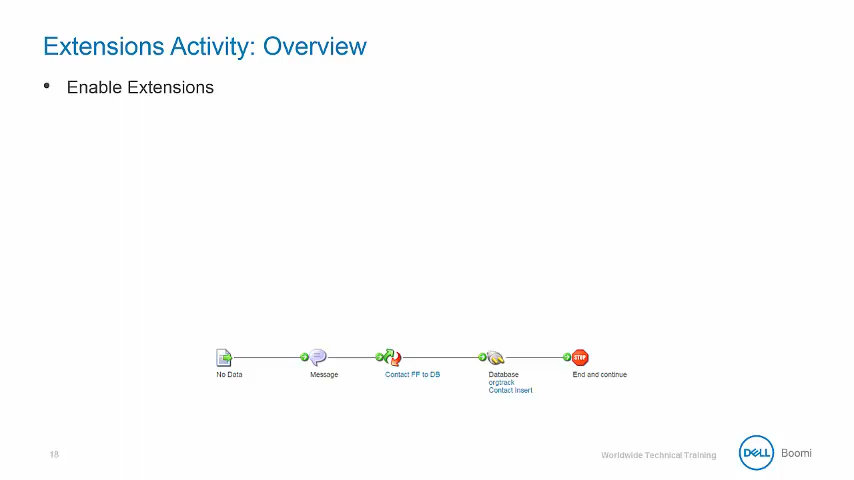 Extensions Activity: Overview
• Enable Extensions
STOP
No Data
Message
Contact FF to DB
Database
orgtrack
Contact Insert
End and continue
18
Worldwide Technical Training
DELL
Boomi